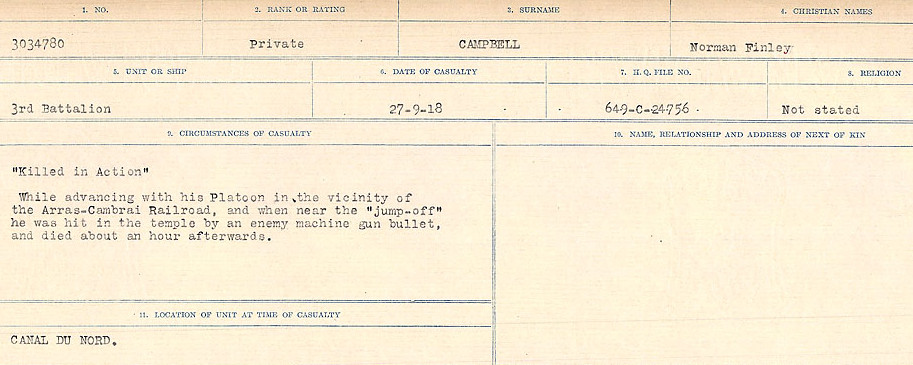 1. NO. 2. RANK OR RATING 3. SURNAME 4. CHRISTIAN NAMES
3034780 Private CAMPBELL Norman Finley
5. UNIT OR SHIP 6. DATE OF CASUALTY 7. H.Q. FILE NO. 8. RELIGION
3rd Battalion 27-9-18 649-C-24756 Not stated
9. CIRCUMSTANCES OF CASUALTY 10. NAME, RELATIONSHIP AND ADDRESS OF NEXT OF KIN
"Killed in Action"
While advancing with his Platoon in the vicinity of
the Arras-Cambrai Railroad, and when near the "jump-off"
he was hit in the temple by an enemy machine gun bullet,
and died about an hour afterwards.
11. LOCATION OF UNIT AT TIME OF CASUALTY
CANAL DU NORD.